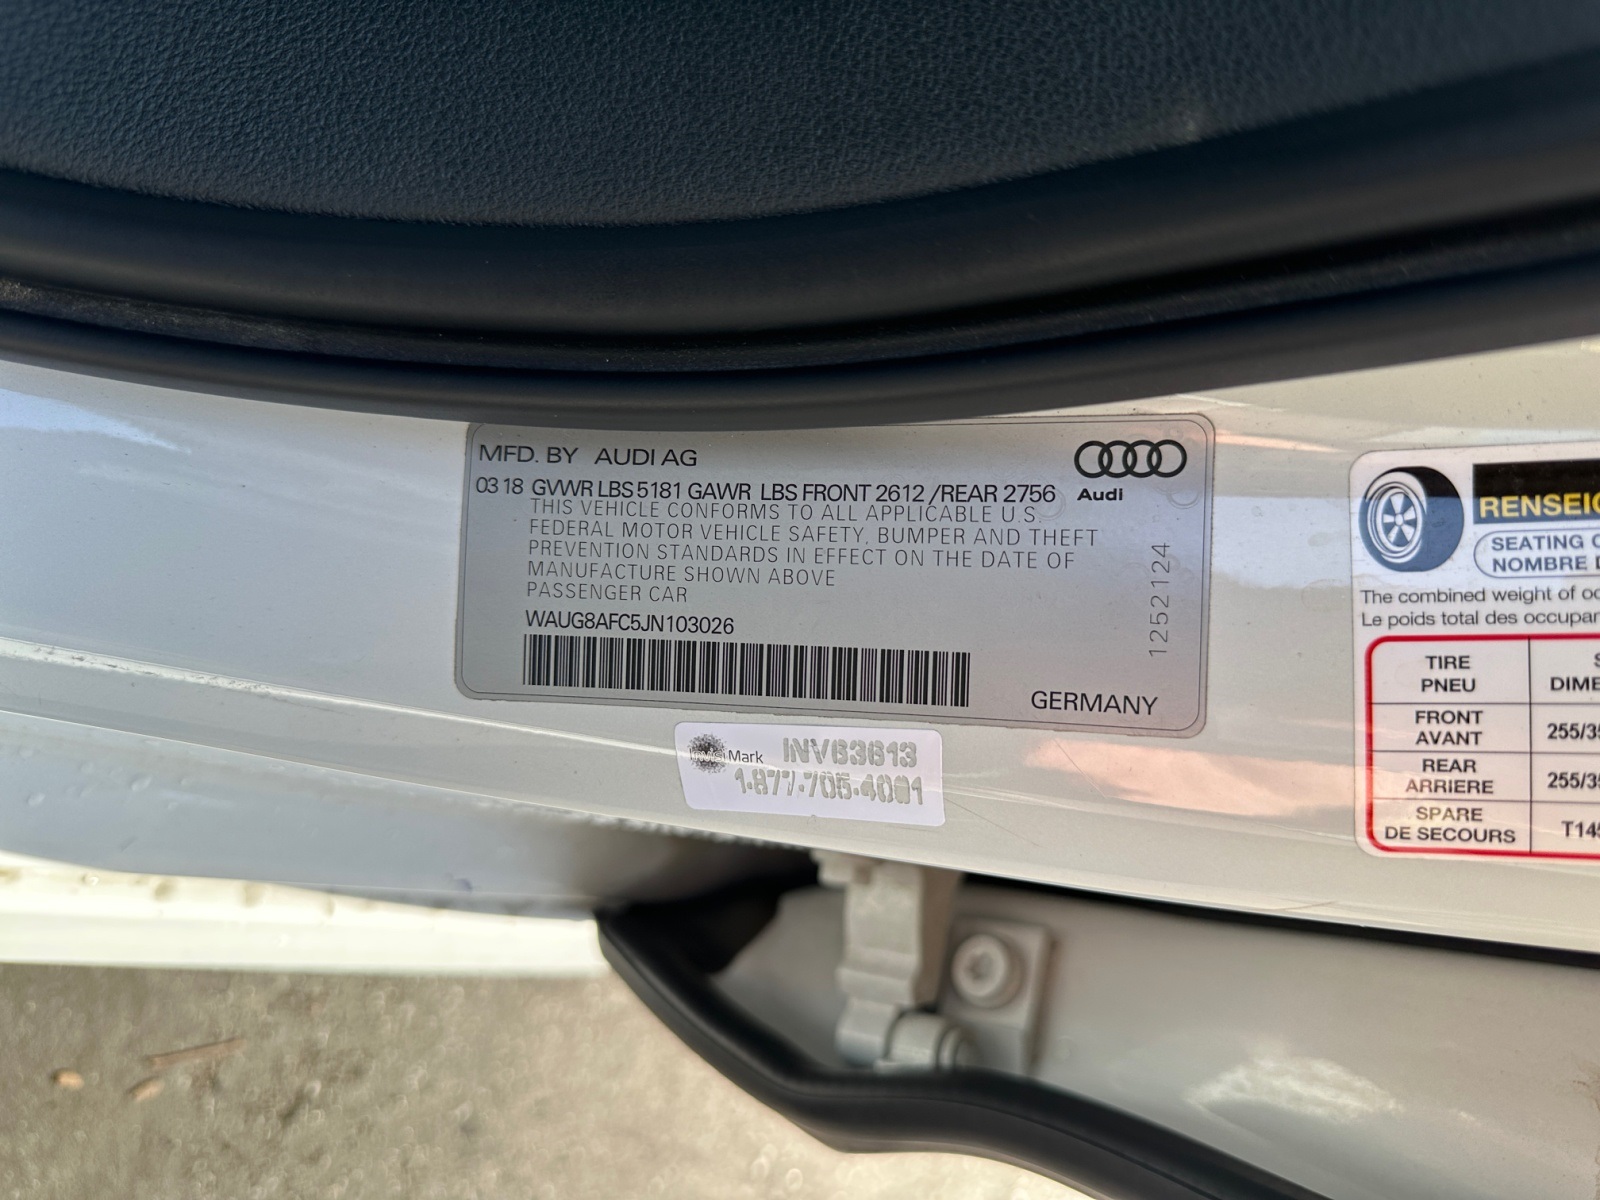 MFD. BY AUDI AG
Audi
03 18 GVWR LBS 5181 GAWR LBS FRONT 2612 /REAR 2756
THIS VEHICLE CONFORMS TO ALL APPLICABLE U.S.
FEDERAL MOTOR VEHICLE SAFETY, BUMPER AND THEFT
PREVENTION STANDARDS IN EFFECT ON THE DATE OF
MANUFACTURE SHOWN ABOVE
PASSENGER CAR
WAUG8AFC5JN103026
1252124
GERMANY
InvisiMark INV63613
1-877-705-4001
RENSEIG
SEATING C
NOMBRE D
The combined weight of oc
Le poids total des occupan
TIRE
PNEU
S
DIME
FRONT
AVANT
255/35
REAR
ARRIERE
255/35
SPARE
DE SECOURS
T145